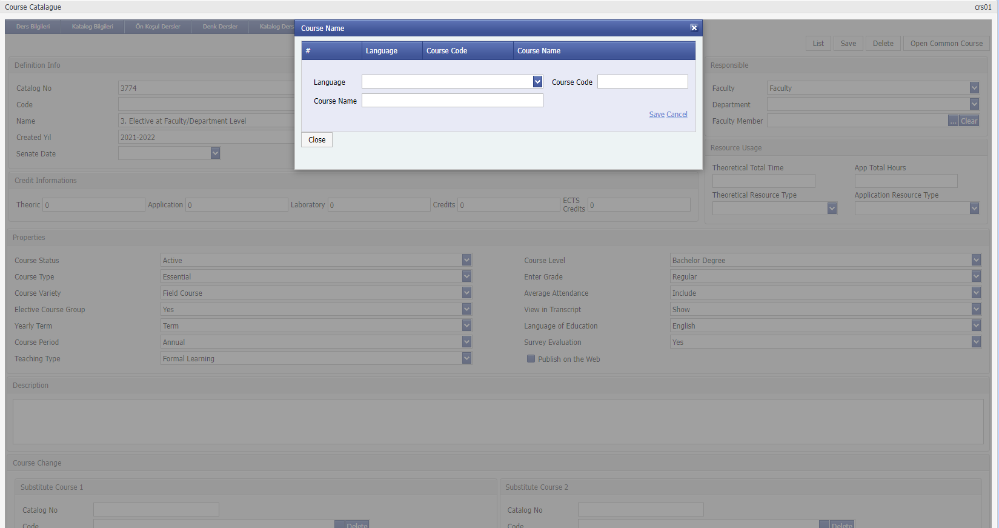 Course Catalague crs01
Ders Bilgileri Katalog Bilgileri Ön Koşul Dersler Denk Dersler Katalog Ders
Course Name
# Language Course Code Course Name
Language Course Code
Course Name
Save Cancel
Close
List Save Delete Open Common Course
Definition Info
Catalog No 3774
Code
Name 3. Elective at Faculty/Department Level
Created Yil 2021-2022
Senate Date
Responsible
Faculty Faculty
Department
Faculty Member ... Clear
Resource Usage
Theoretical Total Time App Total Hours
Theoretical Resource Type Application Resource Type
Credit Informations
Theoric 0 Application 0 Laboratory 0 Credits 0 ECTS Credits 0
Properties
Course Status Active Course Level Bachelor Degree
Course Type Essential Enter Grade Regular
Course Variety Field Course Average Attendance Include
Elective Course Group Yes View in Transcript Show
Yearly Term Term Language of Education English
Course Period Annual Survey Evaluation Yes
Teaching Type Formal Learning Publish on the Web
Description
Course Change
Substitute Course 1 Substitute Course 2
Catalog No Catalog No
Code Delete Code Delete